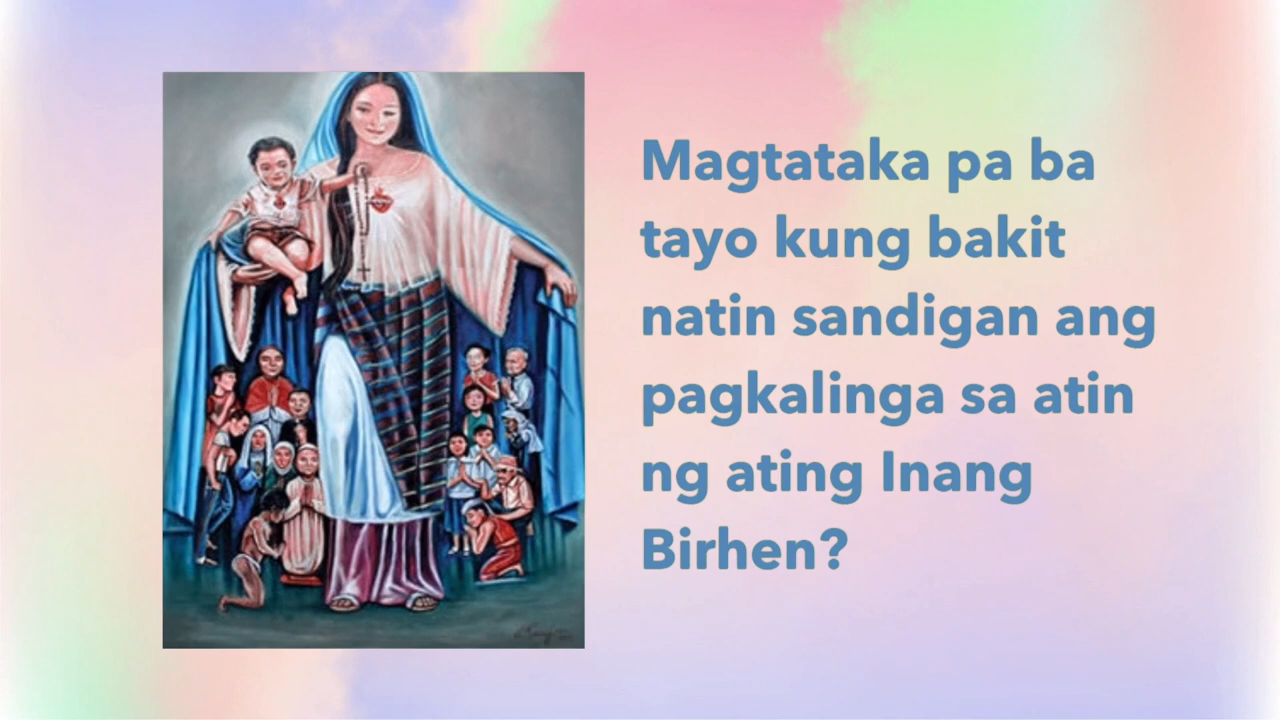 Magtataka pa ba
tayo kung bakit
natin sandigan ang
pagkalinga sa atin
ng ating Inang
Birhen?